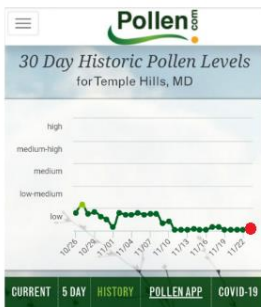 Pollen.com
30 Day Historic Pollen Levels
for Temple Hills, MD
high
medium-high
medium
low-medium
low
10/26 10/29 11/01 11/04 11/07 11/10 11/13 11/16 11/19 11/22
CURRENT 5 DAY HISTORY POLLEN APP COVID-19